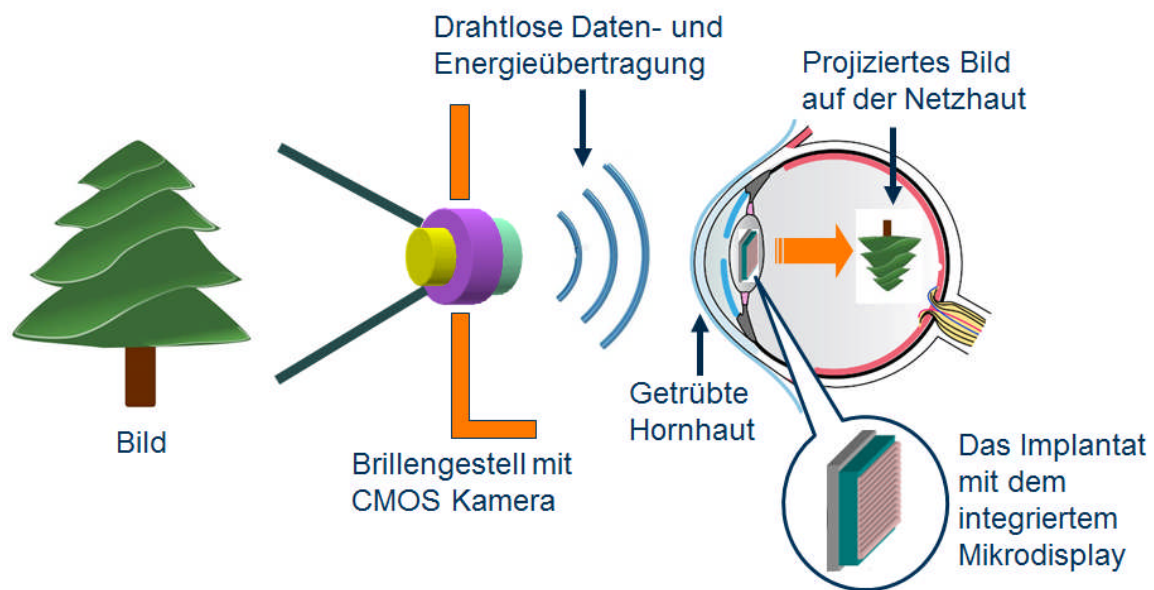 Drahtlose Daten- und
Energieübertragung
Projiziertes Bild
auf der Netzhaut
Bild
Brillengestell mit
CMOS Kamera
Getrübte
Hornhaut
Das Implantat
mit dem
integriertem
Mikrodisplay